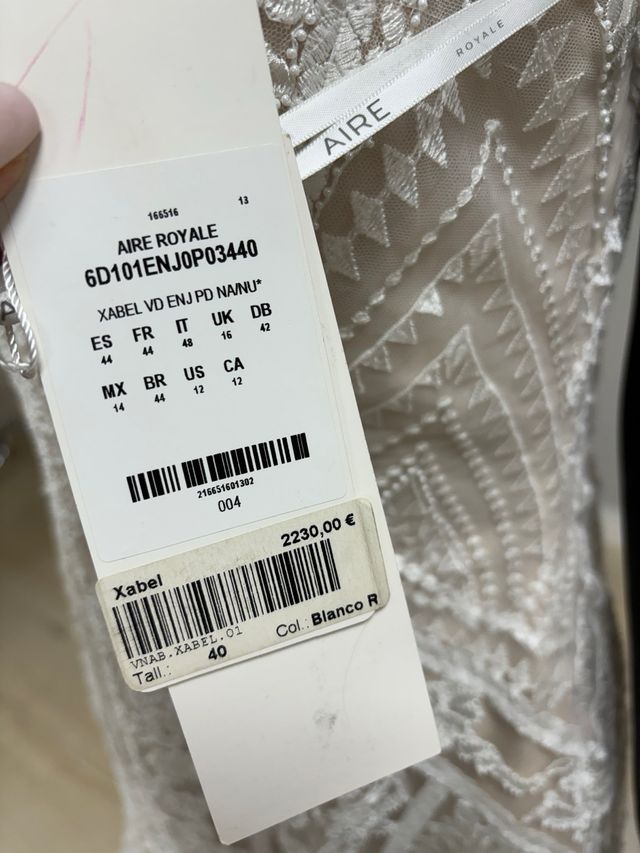 AIRE ROYALE
166516 13
AIRE ROYALE
6D101ENJ0P03440
XABEL VD ENJ PD NA/NU*
ES FR IT UK DB
44 44 48 16 42
MX BR US CA
14 44 12 12
216651601302
004
2230,00 €
Xabel
VNAB.XABEL.01
Tall.: 40 Col.: Blanco R